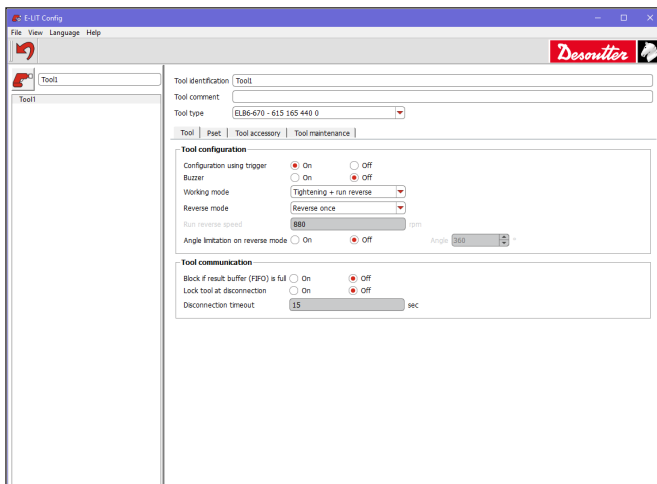 E-LIT Config
File View Language Help
Desoutter
Tool1
Tool1
Tool identification Tool1
Tool comment
Tool type ELB6-670 - 615 165 440 0
Tool Pset Tool accessory Tool maintenance
Tool configuration
Configuration using trigger On Off
Buzzer On Off
Working mode Tightening + run reverse
Reverse mode Reverse once
Run reverse speed 880 rpm
Angle limitation on reverse mode On Off Angle 360 °
Tool communication
Block if result buffer (FIFO) is full On Off
Lock tool at disconnection On Off
Disconnection timeout 15 sec